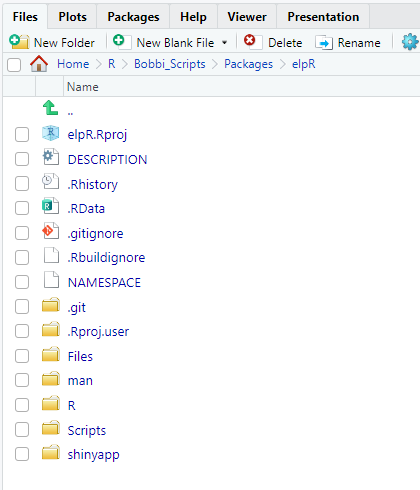 Files Plots Packages Help Viewer Presentation
New Folder New Blank File Delete Rename
Home R Bobbi_Scripts Packages elpR
Name
..
elpR.Rproj
DESCRIPTION
.Rhistory
.RData
.gitignore
.Rbuildignore
NAMESPACE
.git
.Rproj.user
Files
man
R
Scripts
shinyapp